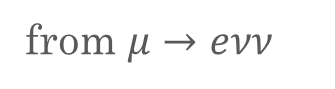 from 𝜇 → 𝑒𝜈𝜈